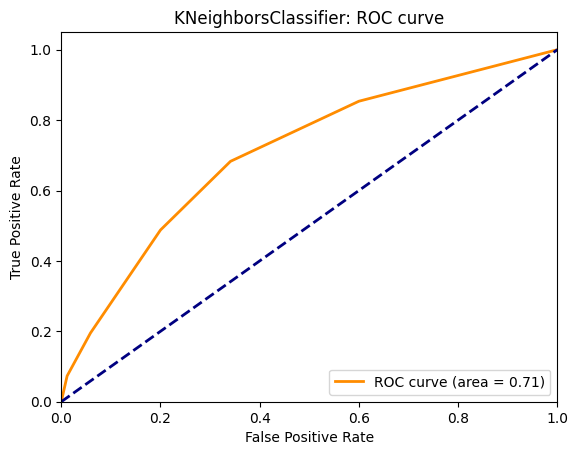 KNeighborsClassifier: ROC curve
True Positive Rate
1.0
0.8
0.6
0.4
0.2
0.0
0.0 0.2 0.4 0.6 0.8 1.0
False Positive Rate
ROC curve (area = 0.71)